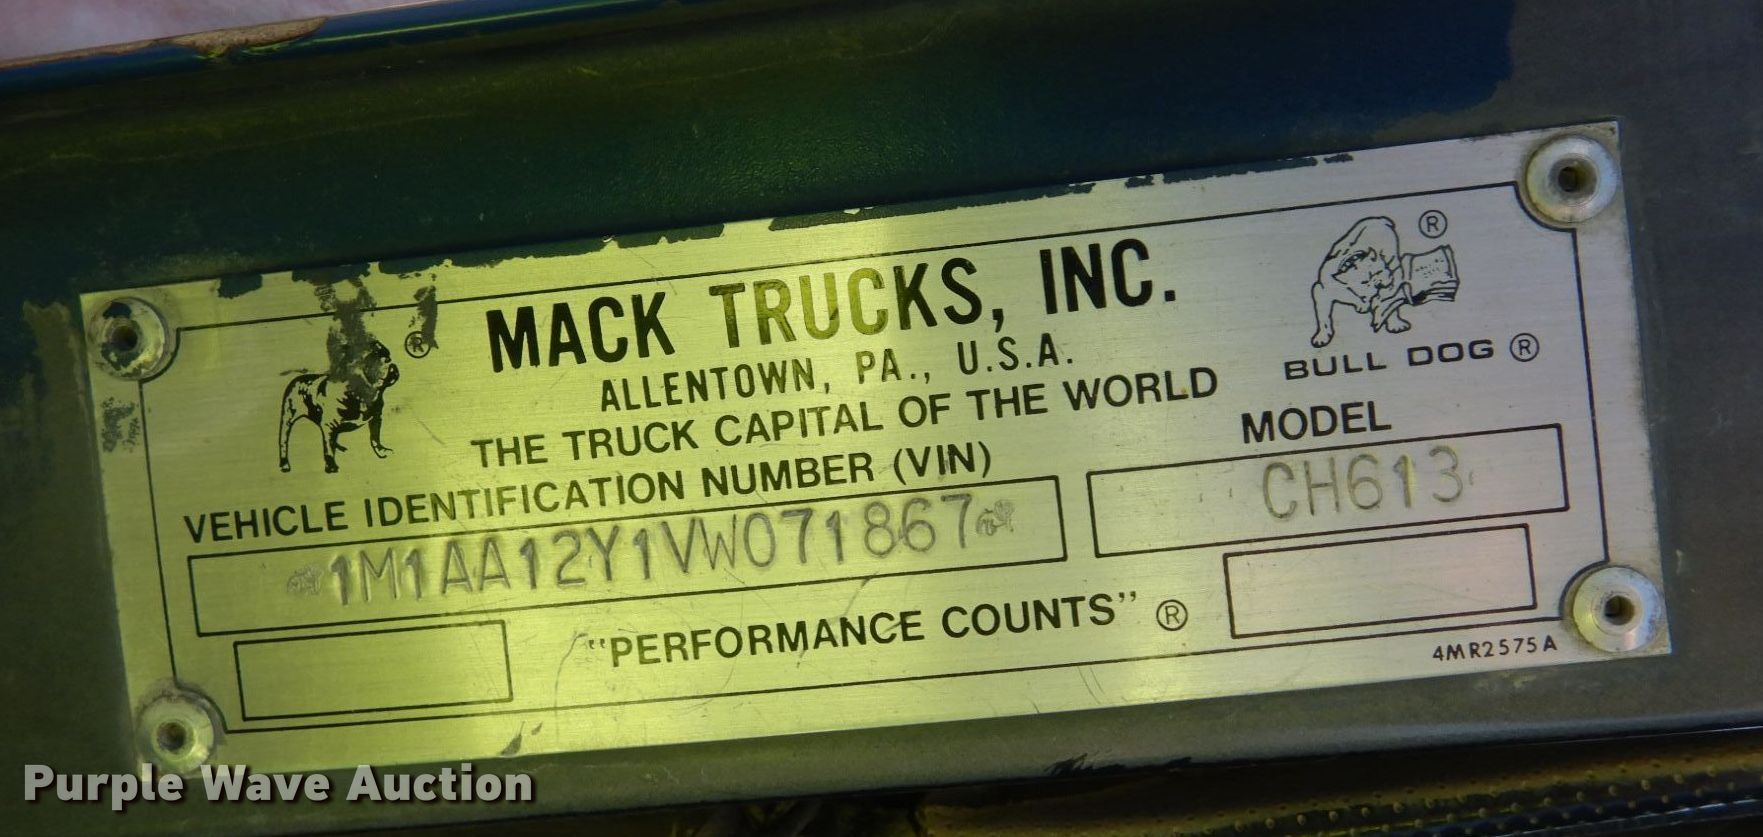 MACK TRUCKS, INC.
ALLENTOWN, PA., U.S.A.
THE TRUCK CAPITAL OF THE WORLD
®
®
BULL DOG ®
VEHICLE IDENTIFICATION NUMBER (VIN)
MODEL
1M1AA12Y1VW071867
CH613
"PERFORMANCE COUNTS" ®
4MR2575A
Purple Wave Auction